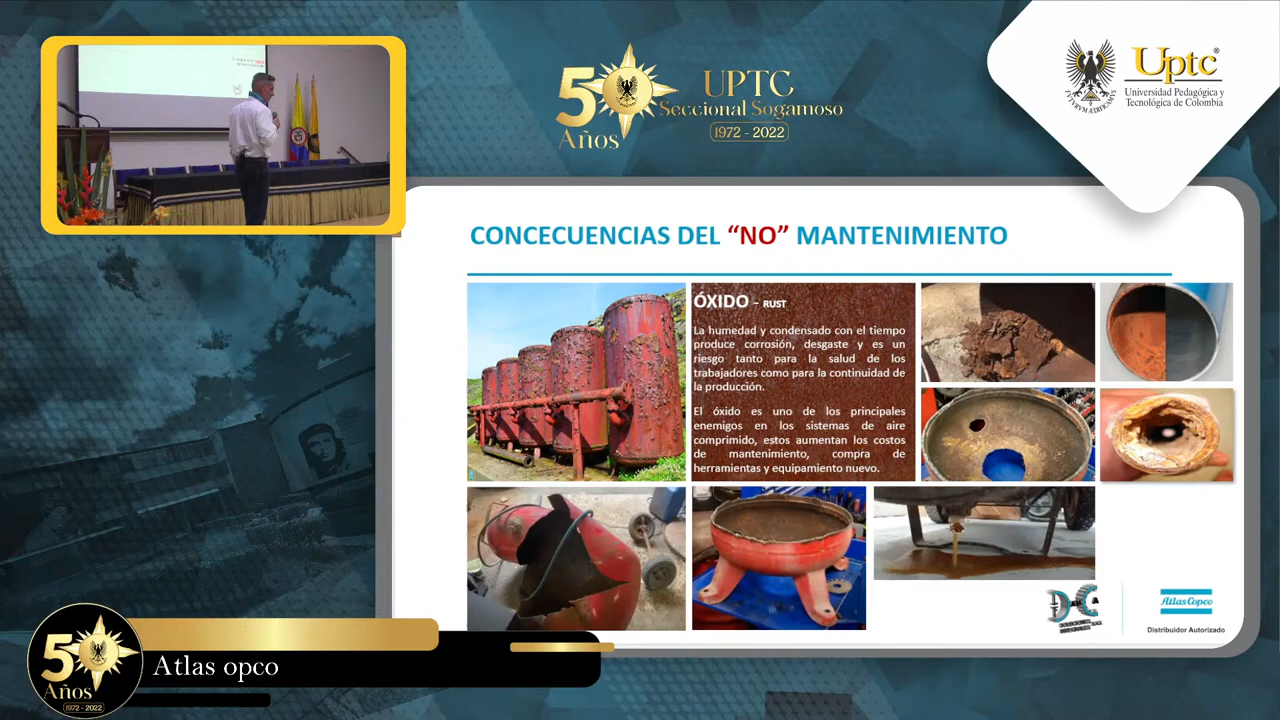 50
Años
UPTC
Seccional Sogamoso
1972 - 2022
Uptc®
Universidad Pedagógica y
Tecnológica de Colombia
CONCECUENCIAS DEL “NO” MANTENIMIENTO
ÓXIDO - RUST
La humedad y condensado con el tiempo
produce corrosión, desgaste y es un
riesgo tanto para la salud de los
trabajadores como para la continuidad de
la producción.
El óxido es uno de los principales
enemigos en los sistemas de aire
comprimido, estos aumentan los costos
de mantenimiento, compra de
herramientas y equipamiento nuevo.
Atlas Copco
Distribuidor Autorizado
50
Años
1972 - 2022
Atlas opco